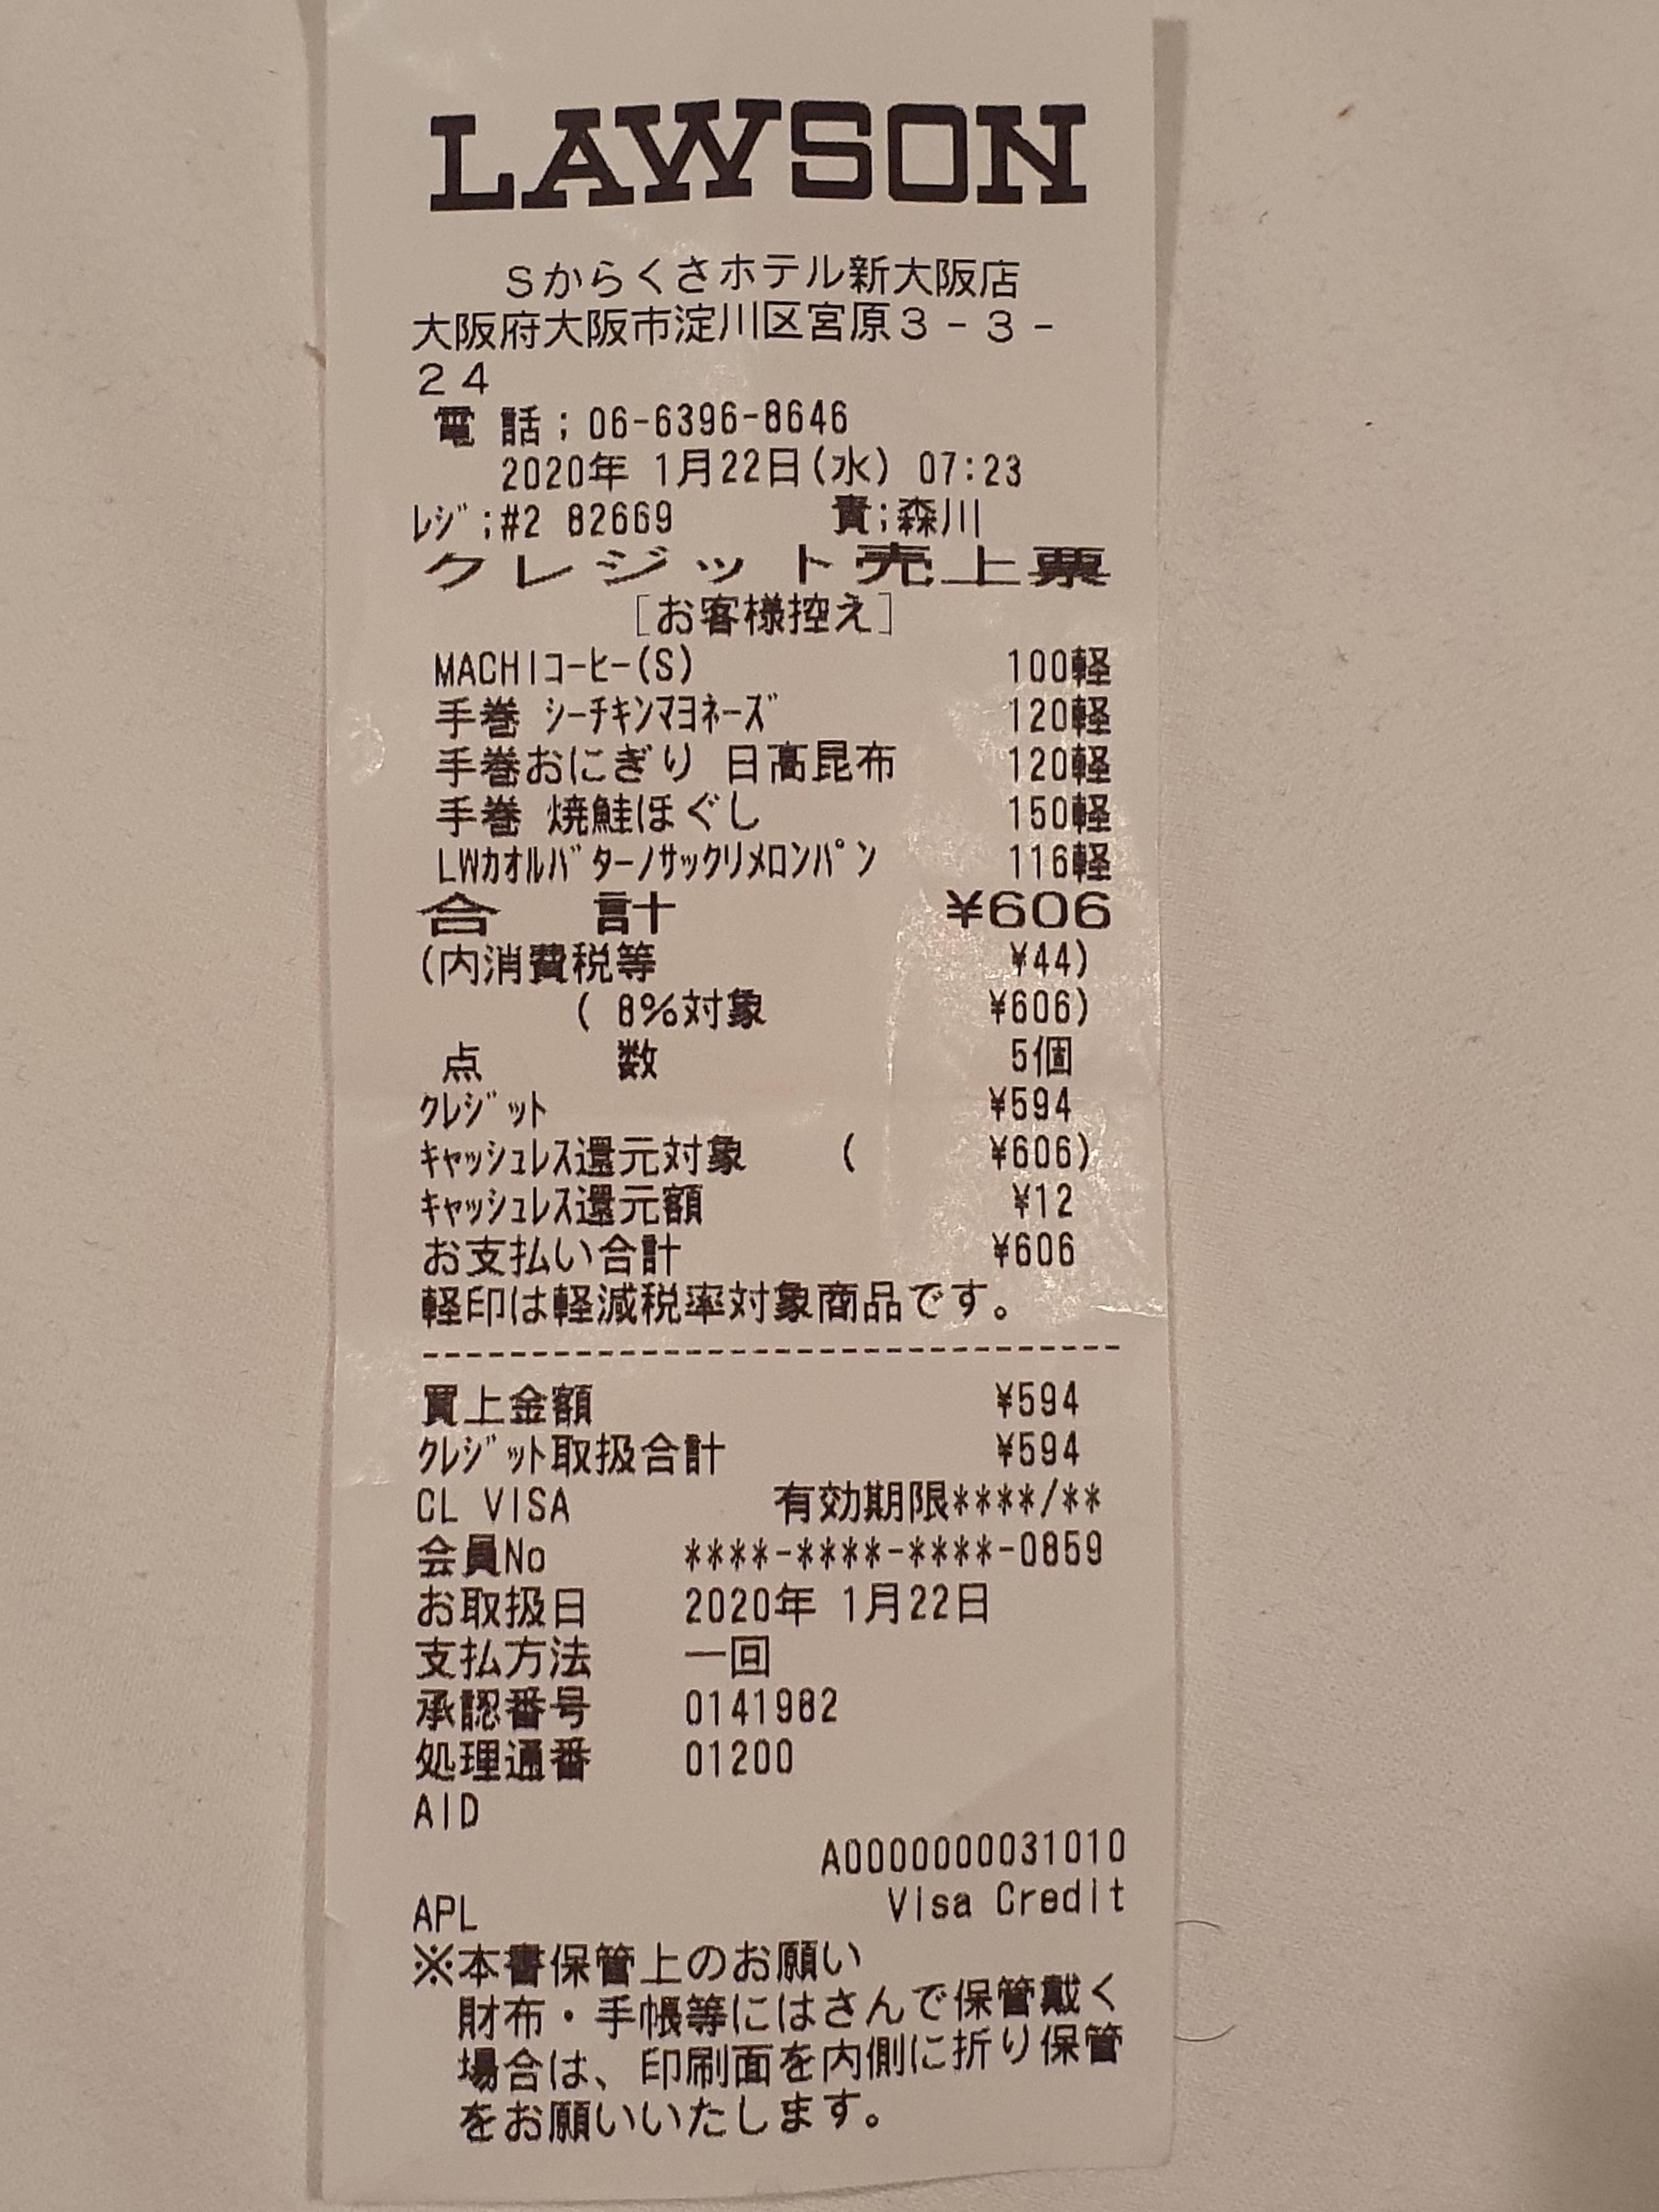 LAWSON
Sからくさホテル新大阪店
大阪府大阪市淀川区宮原3-3-
24
電 話;06-6396-8646
2020年 1月22日(水) 07:23
レジ;#2 82669 責;森川
クレジット売上票
[お客様控え]
MACHIコーヒー(S) 100軽
手巻 シーチキンマヨネーズ 120軽
手巻おにぎり 日高昆布 120軽
手巻 焼鮭ほぐし 150軽
LWカオルバターノサックリメロンパン 116軽
合 計 ¥606
(内消費税等 ¥44)
( 8%対象 ¥606)
点 数 5個
クレジット ¥594
キャッシュレス還元対象 ( ¥606)
キャッシュレス還元額 ¥12
お支払い合計 ¥606
軽印は軽減税率対象商品です。
--------------------------------
買上金額 ¥594
クレジット取扱合計 ¥594
CL VISA 有効期限****/**
会員No ****-****-****-0859
お取扱日 2020年 1月22日
支払方法 一回
承認番号 0141982
処理通番 01200
AID
A0000000031010
APL Visa Credit
※本書保管上のお願い
財布・手帳等にはさんで保管戴く
場合は、印刷面を内側に折り保管
をお願いいたします。